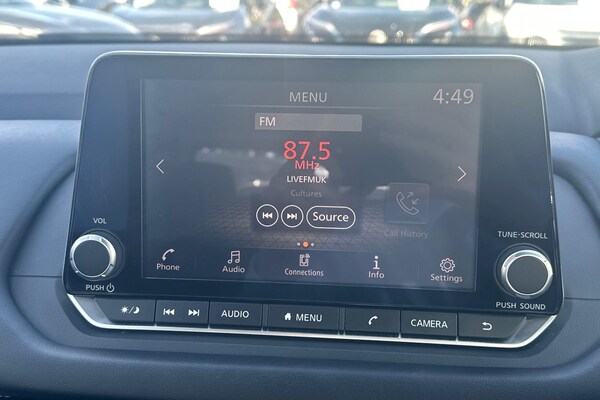 MENU
4:49
FM
87.5
MHz
LIVEFMUK
Cultures
Source
Call History
Phone
Audio
Connections
Info
Settings
VOL
PUSH
TUNE·SCROLL
PUSH SOUND
AUDIO
MENU
CAMERA